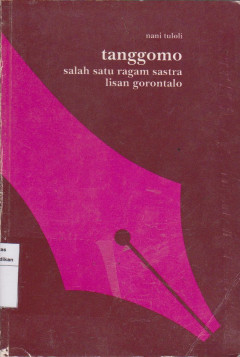 nani tuloli
tanggomo
salah satu ragam sastra
lisan gorontalo